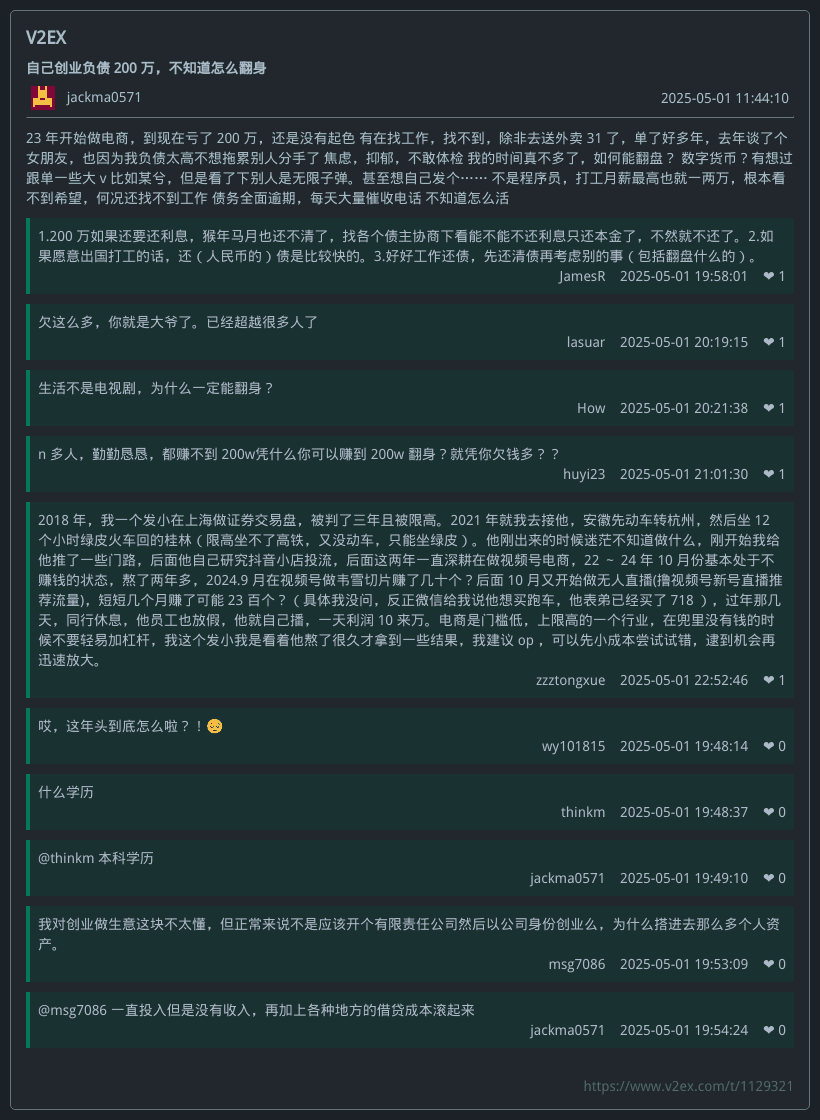 V2EX
自己创业负债 200 万，不知道怎么翻身
jackma0571
2025-05-01 11:44:10
23 年开始做电商，到现在亏了 200 万，还是没有起色 有在找工作，找不到，除非去送外卖 31 了，单了好多年，去年谈了个
女朋友，也因为我负债太高不想拖累别人分手了 焦虑，抑郁，不敢体检 我的时间真不多了，如何能翻盘？ 数字货币？有想过
跟单一些大 v 比如某兮，但是看了下别人是无限子弹。甚至想自己发个…… 不是程序员，打工月薪最高也就一两万，根本看
不到希望，何况还找不到工作 债务全面逾期，每天大量催收电话 不知道怎么活
1.200 万如果还要还利息，猴年马月也还不清了，找各个债主协商下看能不能不还利息只还本金了，不然就不还了。2.如
果愿意出国打工的话，还（人民币的）债是比较快的。3.好好工作还债，先还清债再考虑别的事（包括翻盘什么的）。
JamesR 2025-05-01 19:58:01 ❤ 1
欠这么多，你就是大爷了。已经超越很多人了
lasuar 2025-05-01 20:19:15 ❤ 1
生活不是电视剧，为什么一定能翻身？
How 2025-05-01 20:21:38 ❤ 1
n 多人，勤勤恳恳，都赚不到 200w凭什么你可以赚到 200w 翻身？就凭你欠钱多？？
huyi23 2025-05-01 21:01:30 ❤ 1
2018 年，我一个发小在上海做证券交易盘，被判了三年且被限高。2021 年就我去接他，安徽先动车转杭州，然后坐 12
个小时绿皮火车回的桂林（限高坐不了高铁，又没动车，只能坐绿皮）。他刚出来的时候迷茫不知道做什么，刚开始我给
他推了一些门路，后面他自己研究抖音小店投流，后面这两年一直深耕在做视频号电商，22 ~ 24 年 10 月份基本处于不
赚钱的状态，熬了两年多，2024.9 月在视频号做韦雪切片赚了几十个？后面 10 月又开始做无人直播(撸视频号新号直播推
荐流量)，短短几个月赚了可能 23 百个？（具体我没问，反正微信给我说他想买跑车，他表弟已经买了 718 ），过年那几
天，同行休息，他员工也放假，他就自己播，一天利润 10 来万。电商是门槛低，上限高的一个行业，在兜里没有钱的时
候不要轻易加杠杆，我这个发小我是看着他熬了很久才拿到一些结果，我建议 op ，可以先小成本尝试试错，逮到机会再
迅速放大。
zzztongxue 2025-05-01 22:52:46 ❤ 1
哎，这年头到底怎么啦？！😥
wy101815 2025-05-01 19:48:14 ❤ 0
什么学历
thinkm 2025-05-01 19:48:37 ❤ 0
@thinkm 本科学历
jackma0571 2025-05-01 19:49:10 ❤ 0
我对创业做生意这块不太懂，但正常来说不是应该开个有限责任公司然后以公司身份创业么，为什么搭进去那么多个人资
产。
msg7086 2025-05-01 19:53:09 ❤ 0
@msg7086 一直投入但是没有收入，再加上各种地方的借贷成本滚起来
jackma0571 2025-05-01 19:54:24 ❤ 0
https://www.v2ex.com/t/1129321